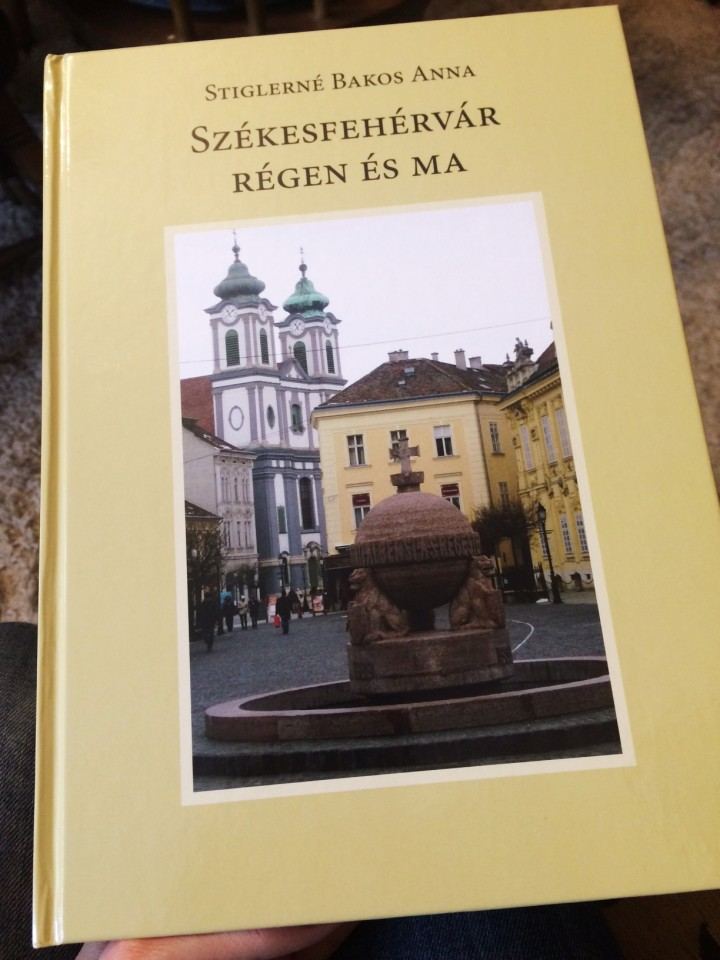 Stiglerné Bakos Anna
Székesfehérvár
régen és ma